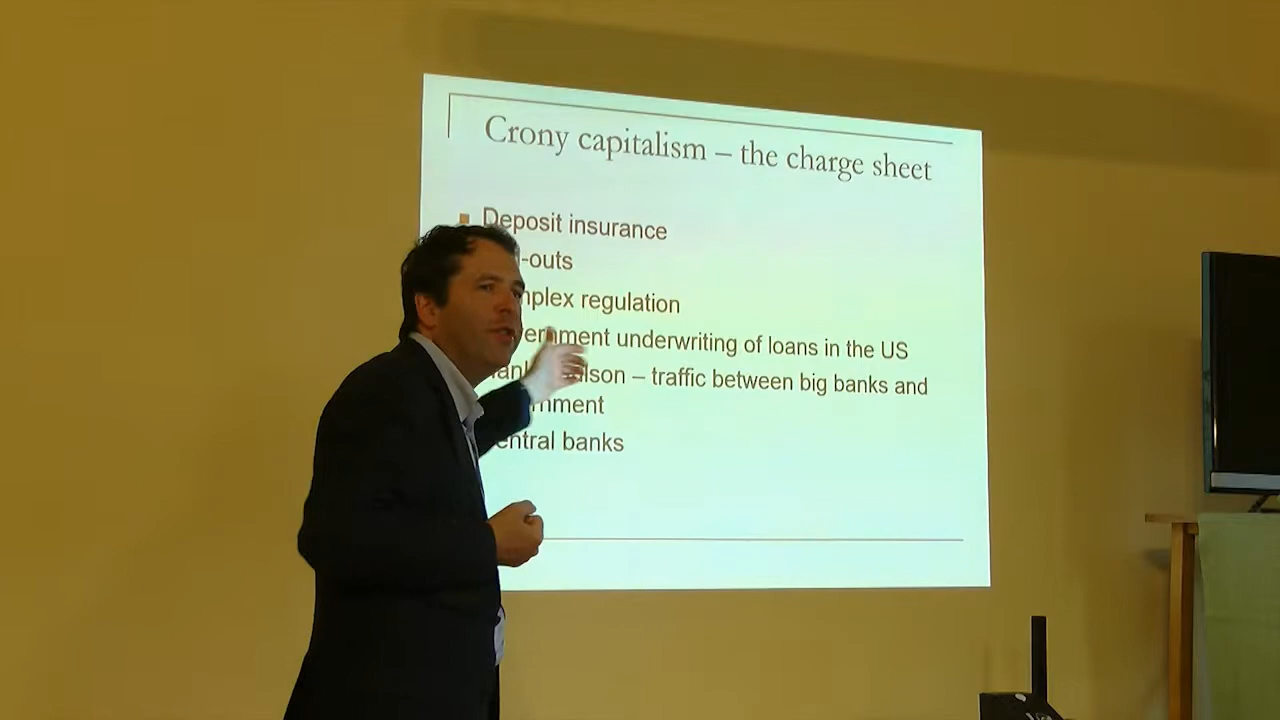 Crony capitalism – the charge sheet
Deposit insurance
-outs
mplex regulation
ernment underwriting of loans in the US
lson – traffic between big banks and
nment
entral banks